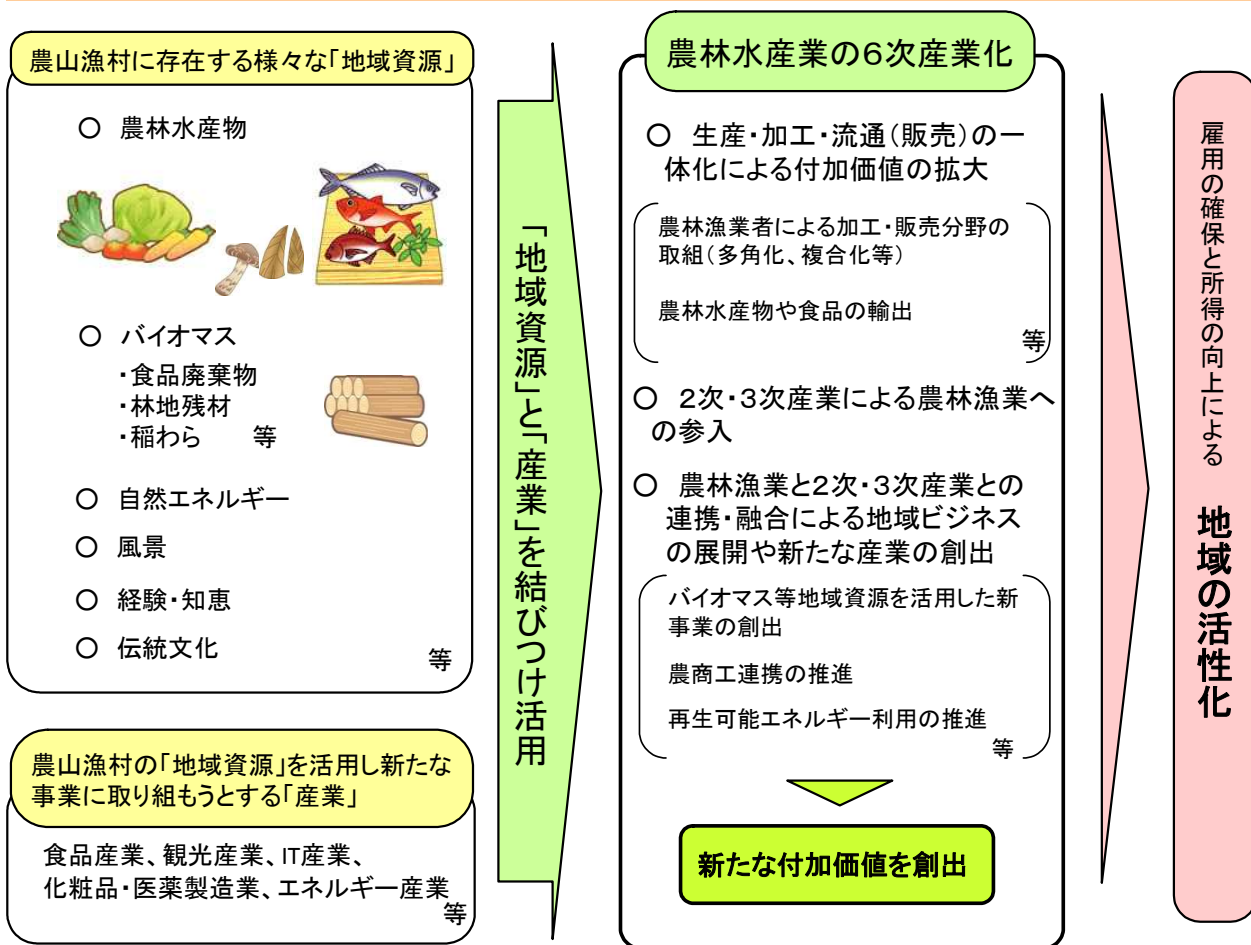 農山漁村に存在する様々な「地域資源」
○ 農林水産物
○ バイオマス
・食品廃棄物
・林地残材
・稲わら 等
○ 自然エネルギー
○ 風景
○ 経験・知恵
○ 伝統文化
等
農山漁村の「地域資源」を活用し新たな
事業に取り組もうとする「産業」
食品産業、観光産業、IT産業、
化粧品・医薬製造業、エネルギー産業
等
「地域資源」と「産業」を結びつけ活用
農林水産業の6次産業化
○ 生産・加工・流通(販売)の一
体化による付加価値の拡大
農林漁業者による加工・販売分野の
取組(多角化、複合化等)
農林水産物や食品の輸出
等
○ 2次・3次産業による農林漁業へ
の参入
○ 農林漁業と2次・3次産業との
連携・融合による地域ビジネス
の展開や新たな産業の創出
バイオマス等地域資源を活用した新
事業の創出
農商工連携の推進
再生可能エネルギー利用の推進
等
新たな付加価値を創出
雇用の確保と所得の向上による
地域の活性化